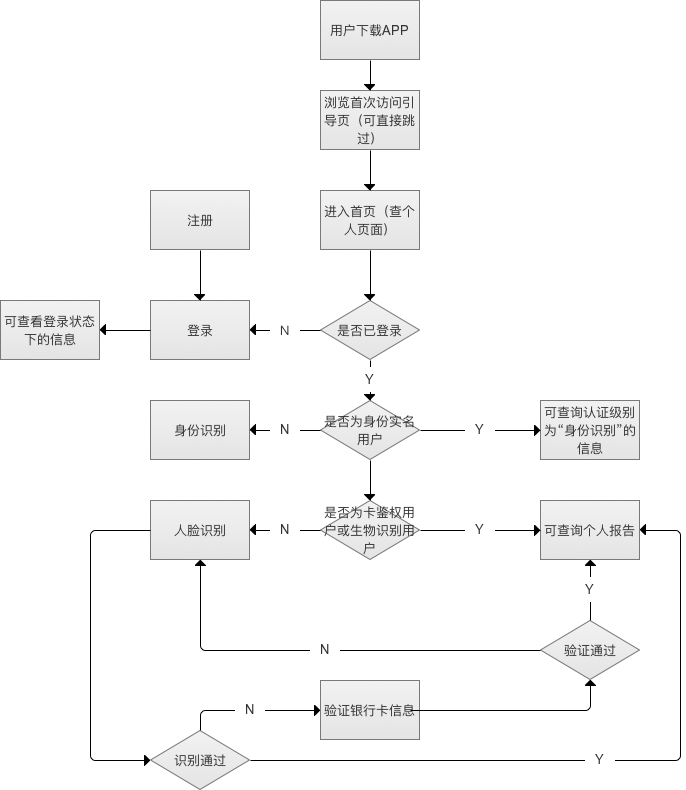 用户下载APP
浏览首次访问引
导页（可直接跳
过）
注册
进入首页（查个
人页面）
可查看登录状态
下的信息
登录
N
是否已登录
Y
身份识别
N
是否为身份实名
用户
Y
可查询认证级别
为“身份识别”的
信息
人脸识别
N
是否为卡鉴权用
户或生物识别用
户
Y
可查询个人报告
Y
N
验证通过
N
验证银行卡信息
识别通过
Y